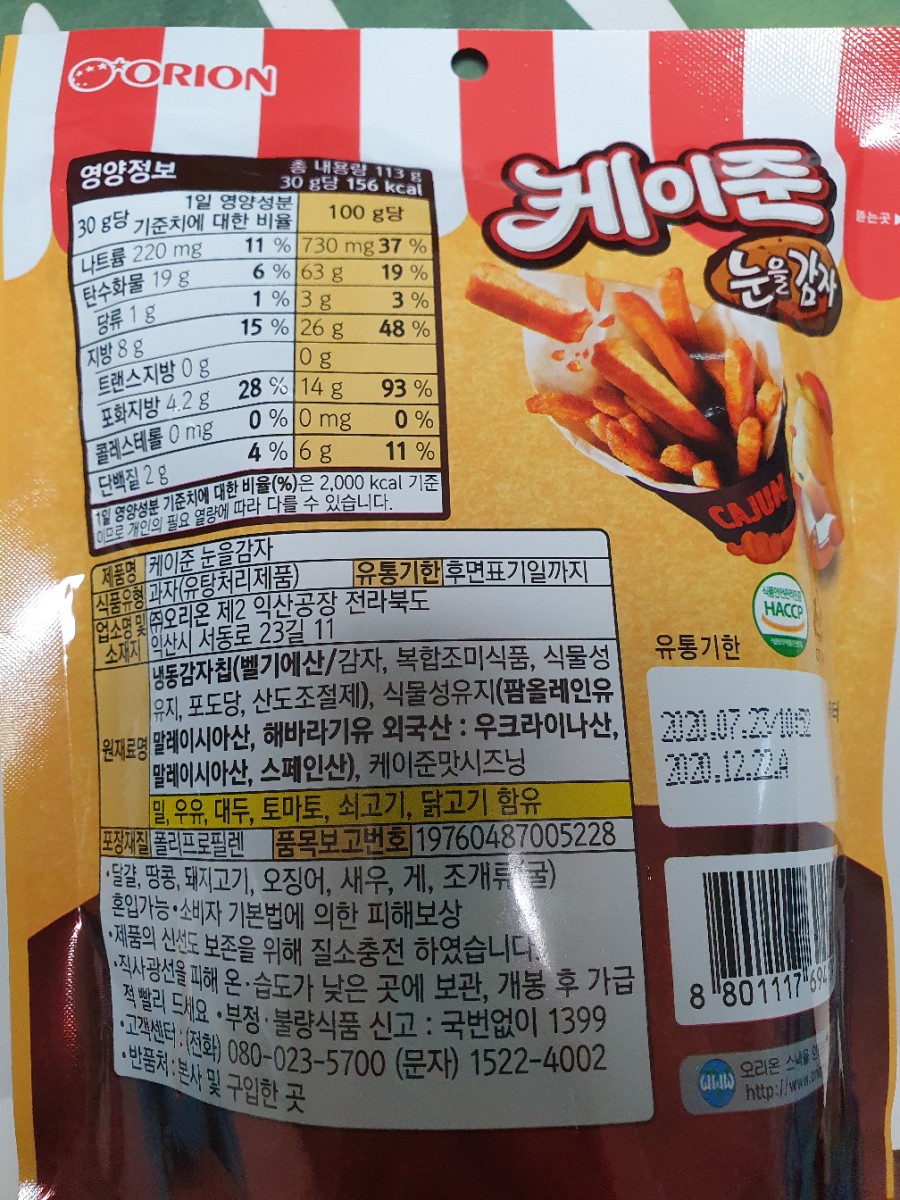 ORION
영양정보
총 내용량 113 g
30 g당 156 kcal
30 g당 1일 영양성분 기준치에 대한 비율 100 g당
나트륨 220 mg 11 % 730 mg 37 %
탄수화물 19 g 6 % 63 g 19 %
당류 1 g 1 % 3 g 3 %
지방 8 g 15 % 26 g 48 %
트랜스지방 0 g 0 g
포화지방 4.2 g 28 % 14 g 93 %
콜레스테롤 0 mg 0 % 0 mg 0 %
단백질 2 g 4 % 6 g 11 %
1일 영양성분 기준치에 대한 비율(%)은 2,000 kcal 기준
이므로 개인의 필요 열량에 따라 다를 수 있습니다.
케이준
눈을감자
CAJUN
제품명 케이준 눈을감자
식품유형 과자(유탕처리제품) 유통기한 후면표기일까지
업소명 및 소재지 ㈜오리온 제2 익산공장 전라북도
익산시 서동로 23길 11
원재료명 냉동감자칩(벨기에산/감자, 복합조미식품, 식물성
유지, 포도당, 산도조절제), 식물성유지(팜올레인유
말레이시아산, 해바라기유 외국산 : 우크라이나산,
말레이시아산, 스페인산), 케이준맛시즈닝
밀, 우유, 대두, 토마토, 쇠고기, 닭고기 함유
포장재질 폴리프로필렌 품목보고번호 19760487005228
•달걀, 땅콩, 돼지고기, 오징어, 새우, 게, 조개류(굴)
혼입가능•소비자 기본법에 의한 피해보상
•제품의 신선도 보존을 위해 질소충전 하였습니다.
•직사광선을 피해 온·습도가 낮은 곳에 보관, 개봉 후 가급
적 빨리 드세요 •부정·불량식품 신고 : 국번없이 1399
•고객센터 : (전화) 080-023-5700 (문자) 1522-4002
•반품처 : 본사 및 구입한 곳
HACCP
유통기한
2020.07.23/10:52
2020.12.22.A
8 801117 694
www
오리온 스낵을
http://www.